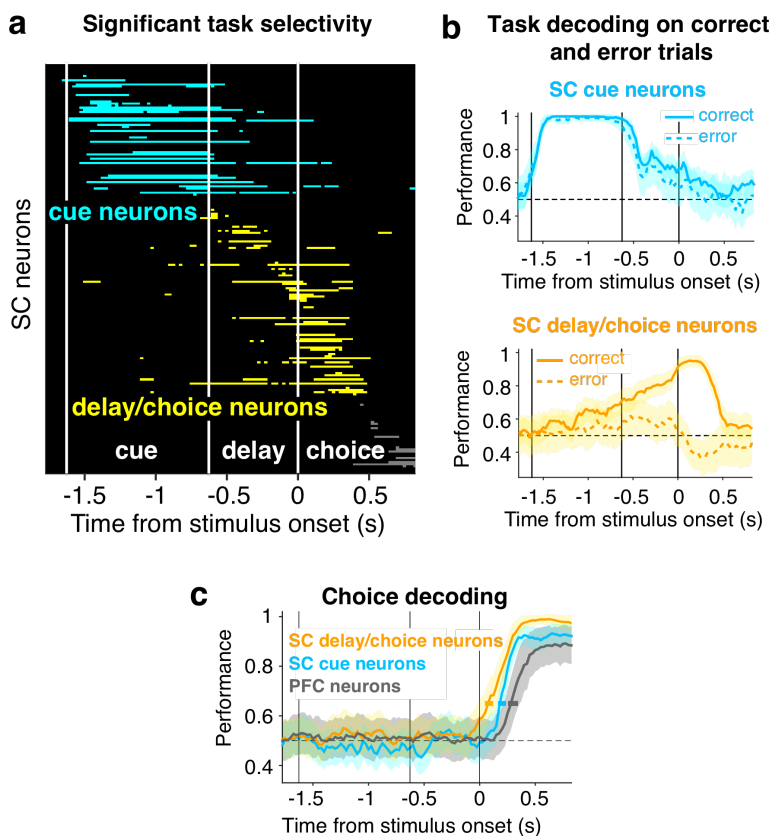 a
Significant task selectivity
SC neurons
cue neurons
delay/choice neurons
cue delay choice
-1.5 -1 -0.5 0 0.5
Time from stimulus onset (s)
b
Task decoding on correct
and error trials
SC cue neurons
correct
error
Performance
1
0.8
0.6
0.4
-1.5 -1 -0.5 0 0.5
Time from stimulus onset (s)
SC delay/choice neurons
correct
error
Performance
1
0.8
0.6
0.4
-1.5 -1 -0.5 0 0.5
Time from stimulus onset (s)
c
Choice decoding
SC delay/choice neurons
SC cue neurons
PFC neurons
Performance
1
0.8
0.6
0.4
-1.5 -1 -0.5 0 0.5
Time from stimulus onset (s)